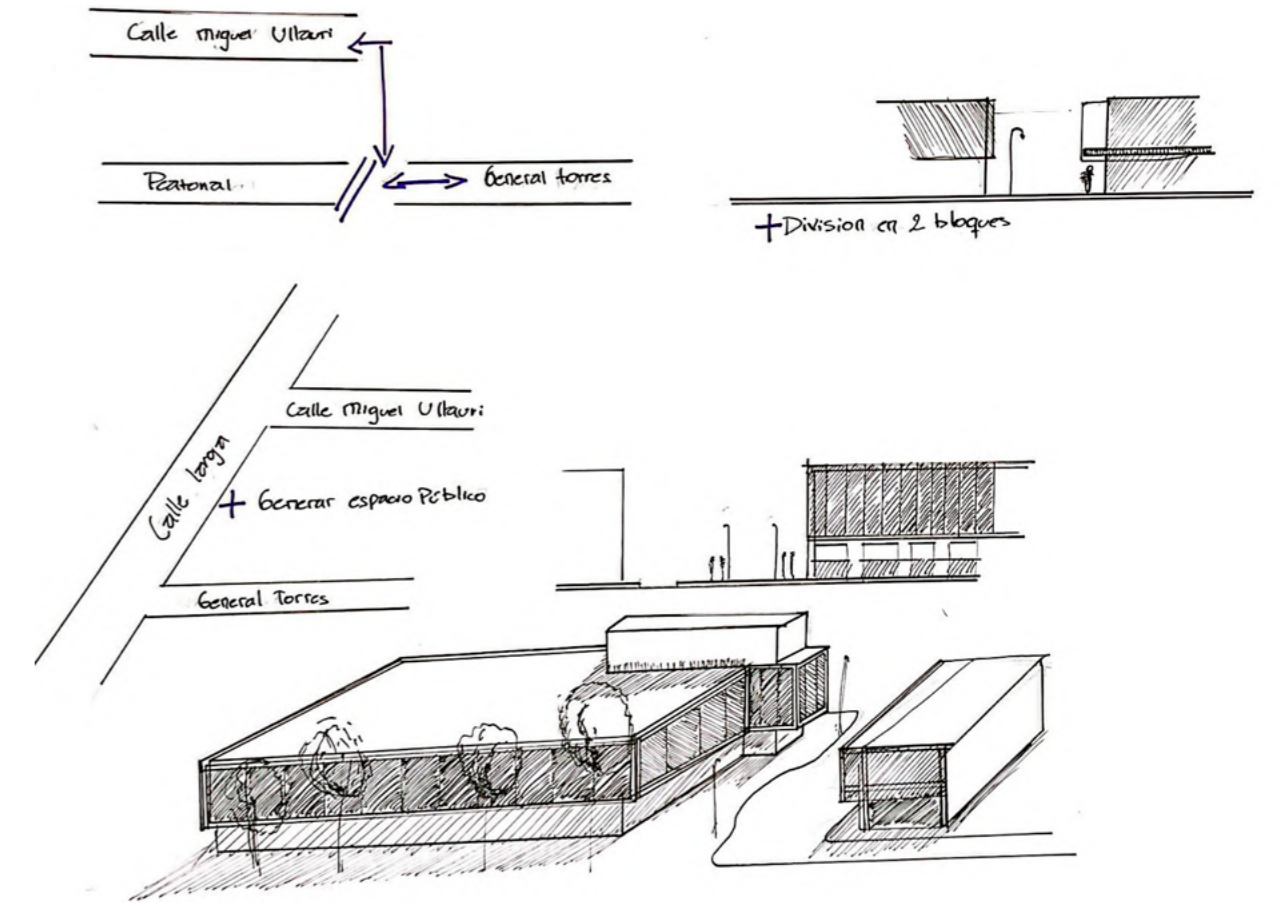 Calle Miguel Ullauri
Peatonal
General torres
+ Division en 2 bloques
Calle Miguel Ullauri
Calle larga
+ Generar espacio Público
General Torres